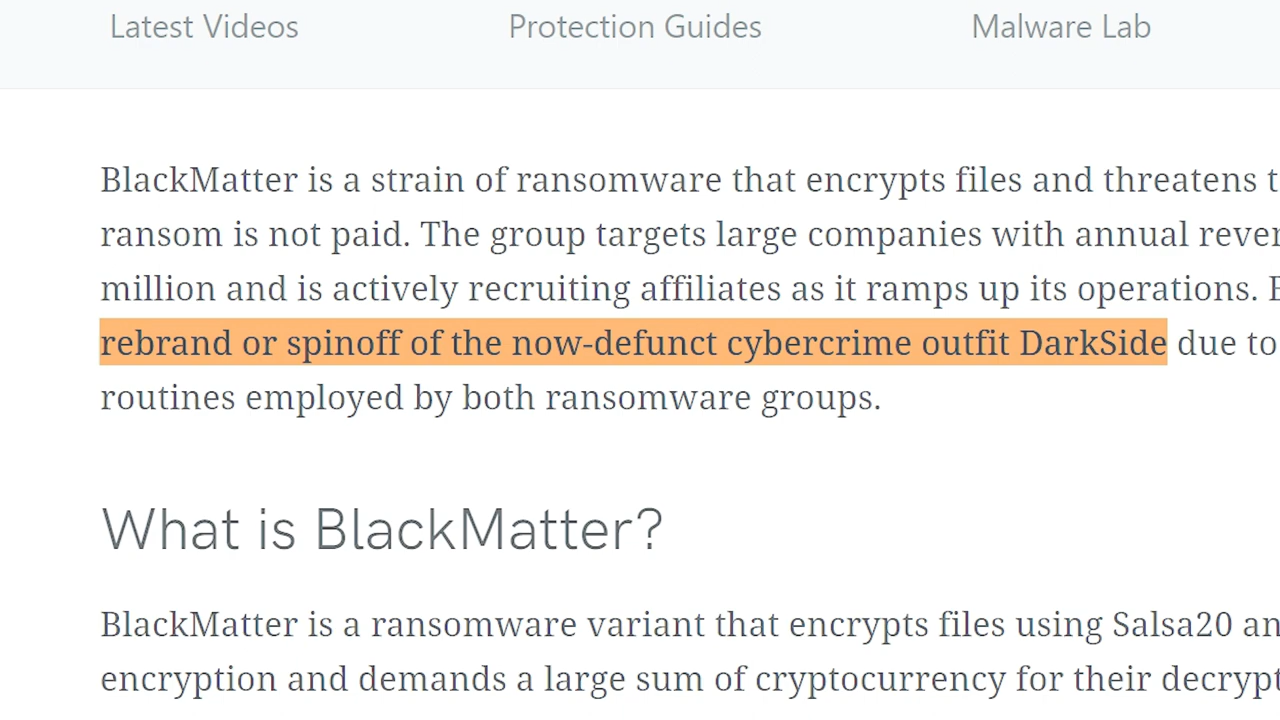 Latest Videos Protection Guides Malware Lab
BlackMatter is a strain of ransomware that encrypts files and threatens
ransom is not paid. The group targets large companies with annual
million and is actively recruiting affiliates as it ramps up its operations.
rebrand or spinoff of the now-defunct cybercrime outfit DarkSide due to
routines employed by both ransomware groups.
What is BlackMatter?
BlackMatter is a ransomware variant that encrypts files using Salsa20
encryption and demands a large sum of cryptocurrency for their